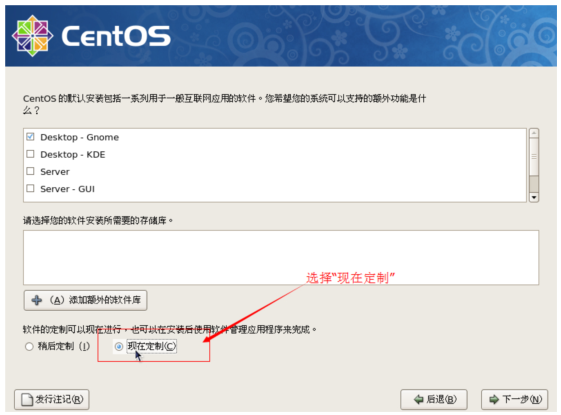 CentOS
CentOS 的默认安装包括一系列用于一般互联网应用的软件。您希望您的系统可以支持的额外功能是什
么？
Desktop - Gnome
Desktop - KDE
Server
Server - GUI
请选择您的软件安装所需要的存储库。
选择“现在定制”
(A) 添加额外的软件库
软件的定制可以现在进行，也可以在安装后使用软件管理应用程序来完成。
稍后定制 (l) 现在定制(C)
发行注记(R) 后退(B) 下一步(N)